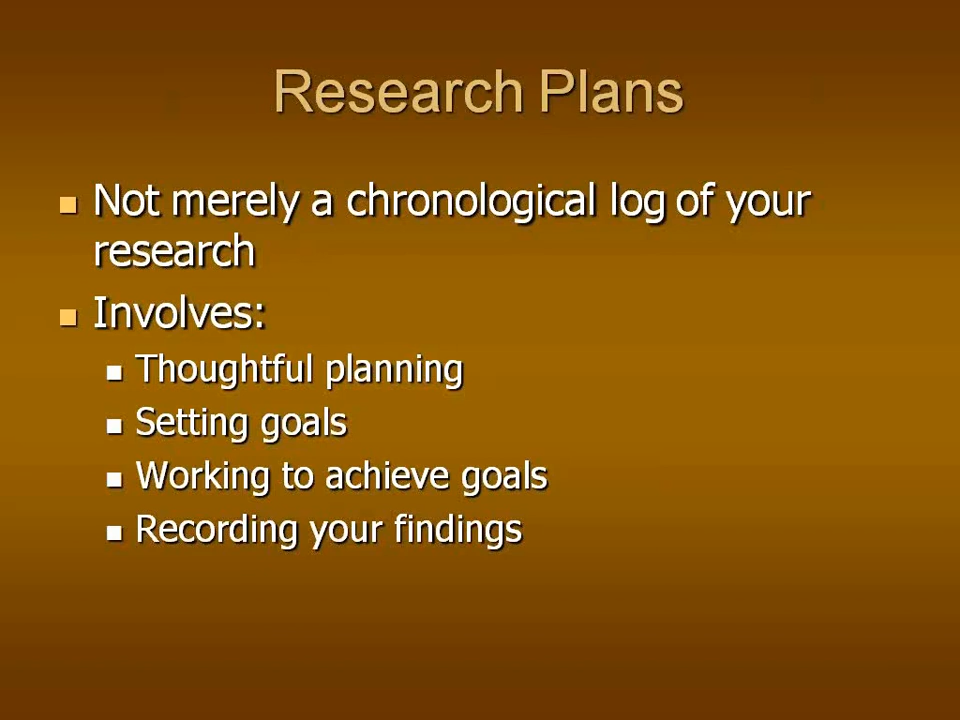 Research Plans
Not merely a chronological log of your
research
Involves:
Thoughtful planning
Setting goals
Working to achieve goals
Recording your findings